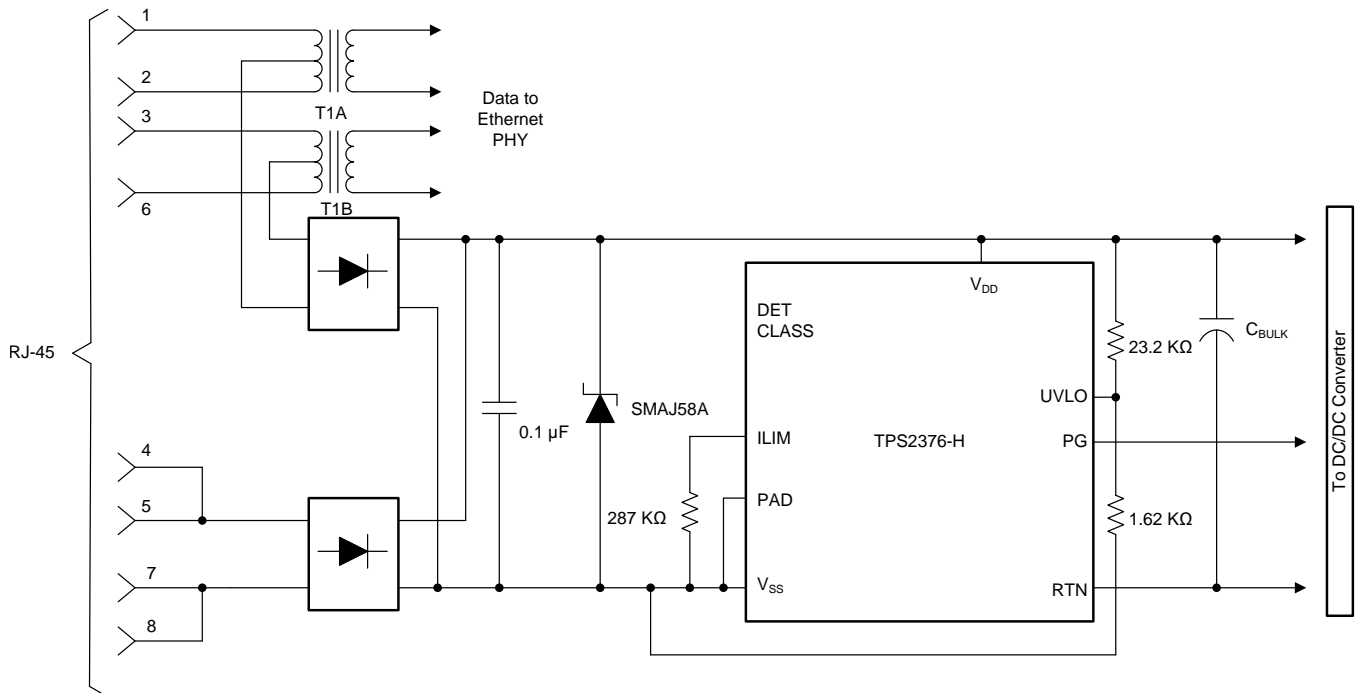 1
2
T1A
3
Data to
Ethernet
PHY
6
T1B
RJ-45
VDD
DET
CLASS
23.2 KΩ
CBULK
UVLO
0.1 µF
SMAJ58A
ILIM
TPS2376-H
PG
To DC/DC Converter
4
5
287 KΩ
PAD
1.62 KΩ
7
VSS
RTN
8